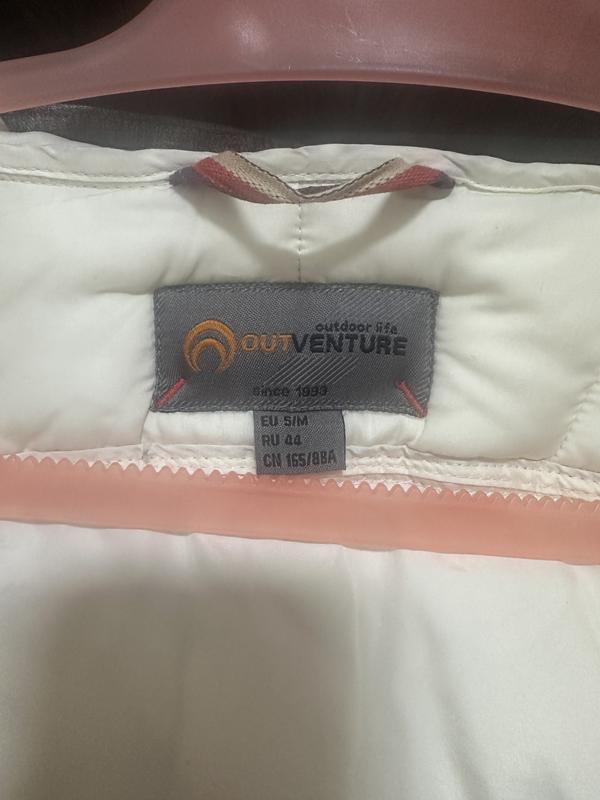 outdoor life
OUTVENTURE
since 1993
EU S/M
RU 44
CN 165/88A